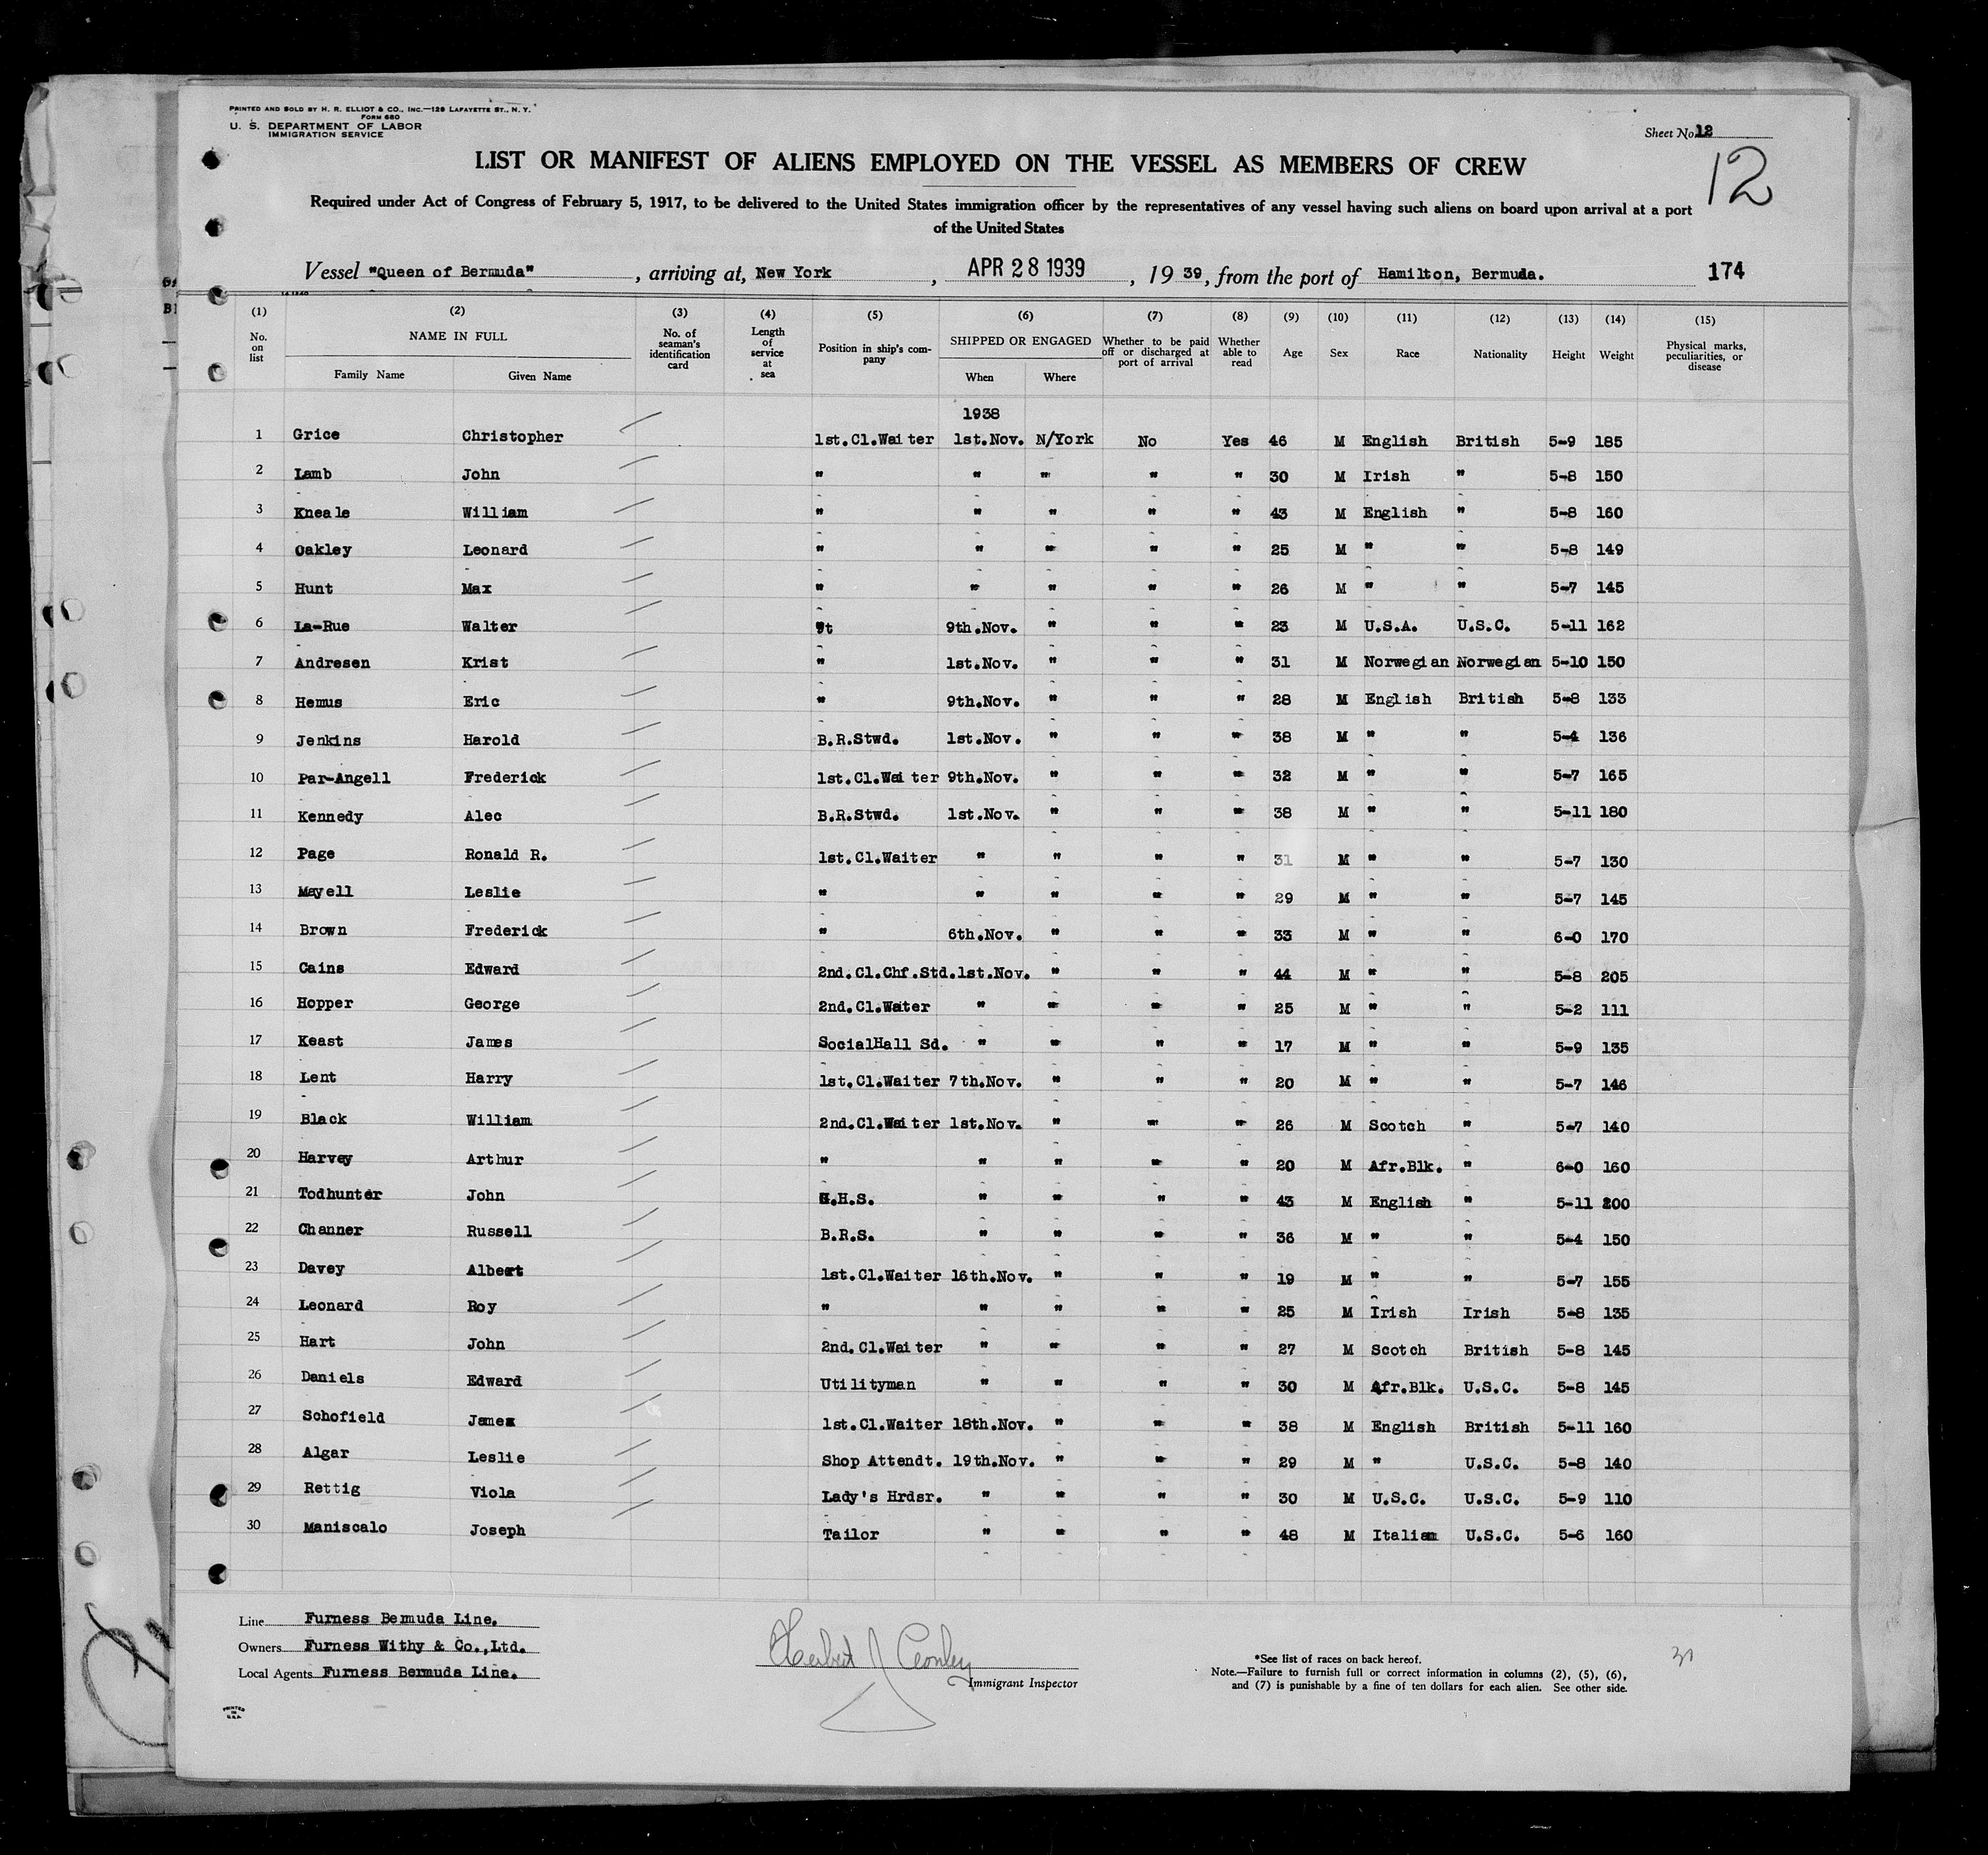 PRINTED AND SOLD BY H. R. ELLIOT & CO., INC.—129 LAFAYETTE ST., N. Y.
FORM 680
U. S. DEPARTMENT OF LABOR
IMMIGRATION SERVICE
Sheet No. 12
12
LIST OR MANIFEST OF ALIENS EMPLOYED ON THE VESSEL AS MEMBERS OF CREW
Required under Act of Congress of February 5, 1917, to be delivered to the United States immigration officer by the representatives of any vessel having such aliens on board upon arrival at a port
of the United States
Vessel "Queen of Bermuda", arriving at, New York, APR 28 1939, 19 39, from the port of Hamilton, Bermuda. 174
(1) (2) (3) (4) (5) (6) (7) (8) (9) (10) (11) (12) (13) (14) (15)
No. on list NAME IN FULL Family Name Given Name No. of seaman's identification card Length of service at sea Position in ship's company SHIPPED OR ENGAGED When Where Whether to be paid off or discharged at port of arrival Whether able to read Age Sex Race Nationality Height Weight Physical marks, peculiarities, or disease
1938
1 Grice Christopher 1st.Cl.Waiter 1st.Nov. N/York No Yes 46 M English British 5-9 185
2 Lamb John " " " " " 30 M Irish " 5-8 150
3 Kneale William " " " " " 43 M English " 5-8 160
4 Oakley Leonard " " " " " 25 M " " 5-8 149
5 Hunt Max " " " " " 26 M " " 5-7 145
6 La-Rue Walter "t 9th.Nov. " " " 23 M U.S.A. U.S.C. 5-11 162
7 Andresen Krist " 1st.Nov. " " " 31 M Norwegian Norwegian 5-10 150
8 Hemus Eric " 9th.Nov. " " " 28 M English British 5-8 133
9 Jenkins Harold B.R.Stwd. 1st.Nov. " " " 38 M " " 5-4 136
10 Par-Angell Frederick 1st.Cl.Waiter 9th.Nov. " " " 32 M " " 5-7 165
11 Kennedy Alec B.R.Stwd. 1st.Nov. " " " 38 M " " 5-11 180
12 Page Ronald R. 1st.Cl.Waiter " " " " 31 M " " 5-7 130
13 Mayell Leslie " " " " " 29 M " " 5-7 145
14 Brown Frederick " 6th.Nov. " " " 33 M " " 6-0 170
15 Cains Edward 2nd.Cl.Chf.Std. 1st.Nov. " " " 44 M " " 5-8 205
16 Hopper George 2nd.Cl.Water " " " " 25 M " " 5-2 111
17 Keast James SocialHall Sd. " " " " 17 M " " 5-9 135
18 Lent Harry 1st.Cl.Waiter 7th.Nov. " " " 20 M " " 5-7 146
19 Black William 2nd.Cl.Waiter 1st.Nov. " " " 26 M Scotch " 5-7 140
20 Harvey Arthur " " " " " 20 M Afr.Blk. " 6-0 160
21 Todhunter John .H.S. " " " " 43 M English " 5-11 200
22 Channer Russell B.R.S. " " " " 36 M " " 5-4 150
23 Davey Albert 1st.Cl.Waiter 16th.Nov. " " " 19 M " " 5-7 155
24 Leonard Roy " " " " " 25 M Irish Irish 5-8 135
25 Hart John 2nd.Cl.Waiter " " " " 27 M Scotch British 5-8 145
26 Daniels Edward Utilityman " " " " 30 M Afr.Blk. U.S.C. 5-8 145
27 Schofield James 1st.Cl.Waiter 18th.Nov. " " " 38 M English British 5-11 160
28 Algar Leslie Shop Attendt. 19th.Nov. " " " 29 M " U.S.C. 5-8 140
29 Rettig Viola Lady's Hrdsr. " " " " 30 M U.S.C. U.S.C. 5-9 110
30 Maniscalo Joseph Tailor " " " " 48 M Italian U.S.C. 5-6 160
Line Furness Bermuda Line.
Owners Furness Withy & Co.,Ltd.
Local Agents Furness Bermuda Line.
Herbert J
Immigrant Inspector
*See list of races on back hereof.
Note.—Failure to furnish full or correct information in columns (2), (5), (6),
and (7) is punishable by a fine of ten dollars for each alien. See other side.
PRINTED
IN
U.S.A.